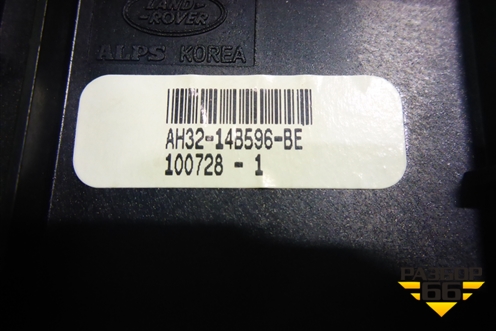 LAND
ROVER
ALPS KOREA
AH32-14B596-BE
100728 - 1
РАЗБОР
66